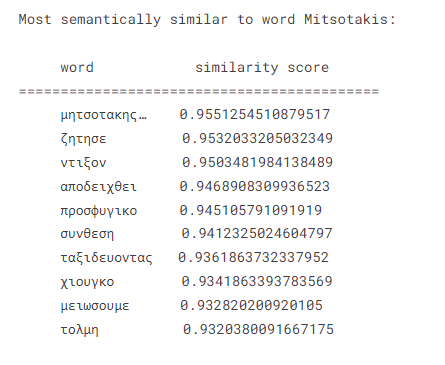 Most semantically similar to word Mitsotakis:
word similarity score
============================================
μητσοτακης… 0.9551254510879517
ζητησε 0.9532033205032349
ντιξον 0.9503481984138489
αποδειχθει 0.9468908309936523
προσφυγικο 0.945105791091919
συνθεση 0.9412325024604797
ταξιδευοντας 0.9361863732337952
χιουγκο 0.9341863393783569
μειωσουμε 0.932820200920105
τολμη 0.9320380091667175